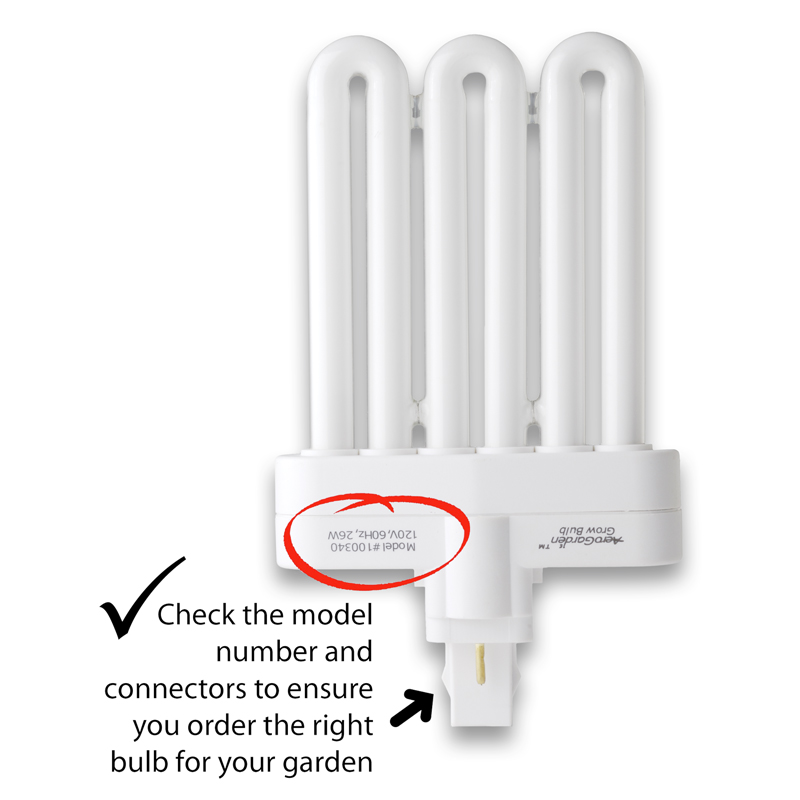 Model#100340
120V, 60Hz, 26W
AeroGarden™
Grow Bulb
Check the model
number and
connectors to ensure
you order the right
bulb for your garden